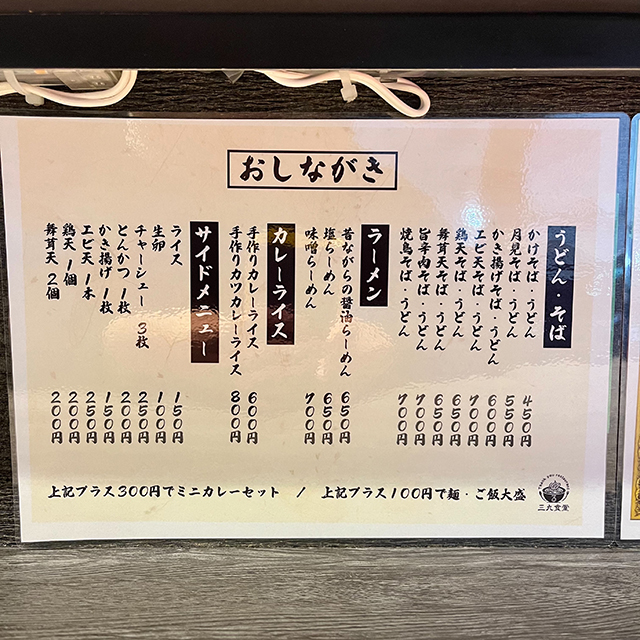 おしながき
うどん・そば
かけそば・うどん 450円
月見そば・うどん 550円
かき揚げそば・うどん 600円
エビ天そば・うどん 700円
鶏天そば・うどん 650円
舞茸天そば・うどん 650円
旨辛肉そば・うどん 700円
焼鳥そば・うどん 700円
ラーメン
昔ながらの醤油らーめん 650円
塩らーめん 650円
味噌らーめん 700円
カレーライス
手作りカレーライス 600円
手作りカツカレーライス 800円
サイドメニュー
ライス 150円
生卵 100円
チャーシュー 3枚 250円
とんかつ 1枚 200円
かき揚げ 1枚 150円
エビ天 1本 250円
鶏天 1個 200円
舞茸天 2個 200円
上記プラス300円でミニカレーセット / 上記プラス100円で麺・ご飯大盛
三九食堂